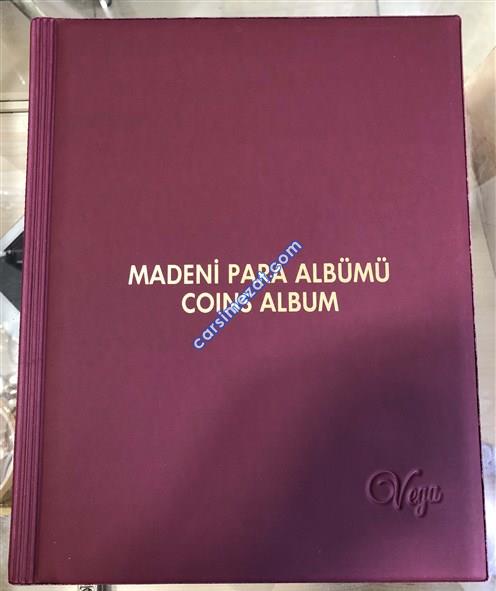 MADENİ PARA ALBÜMÜ
COINS ALBUM
carsimezat.com
Vega